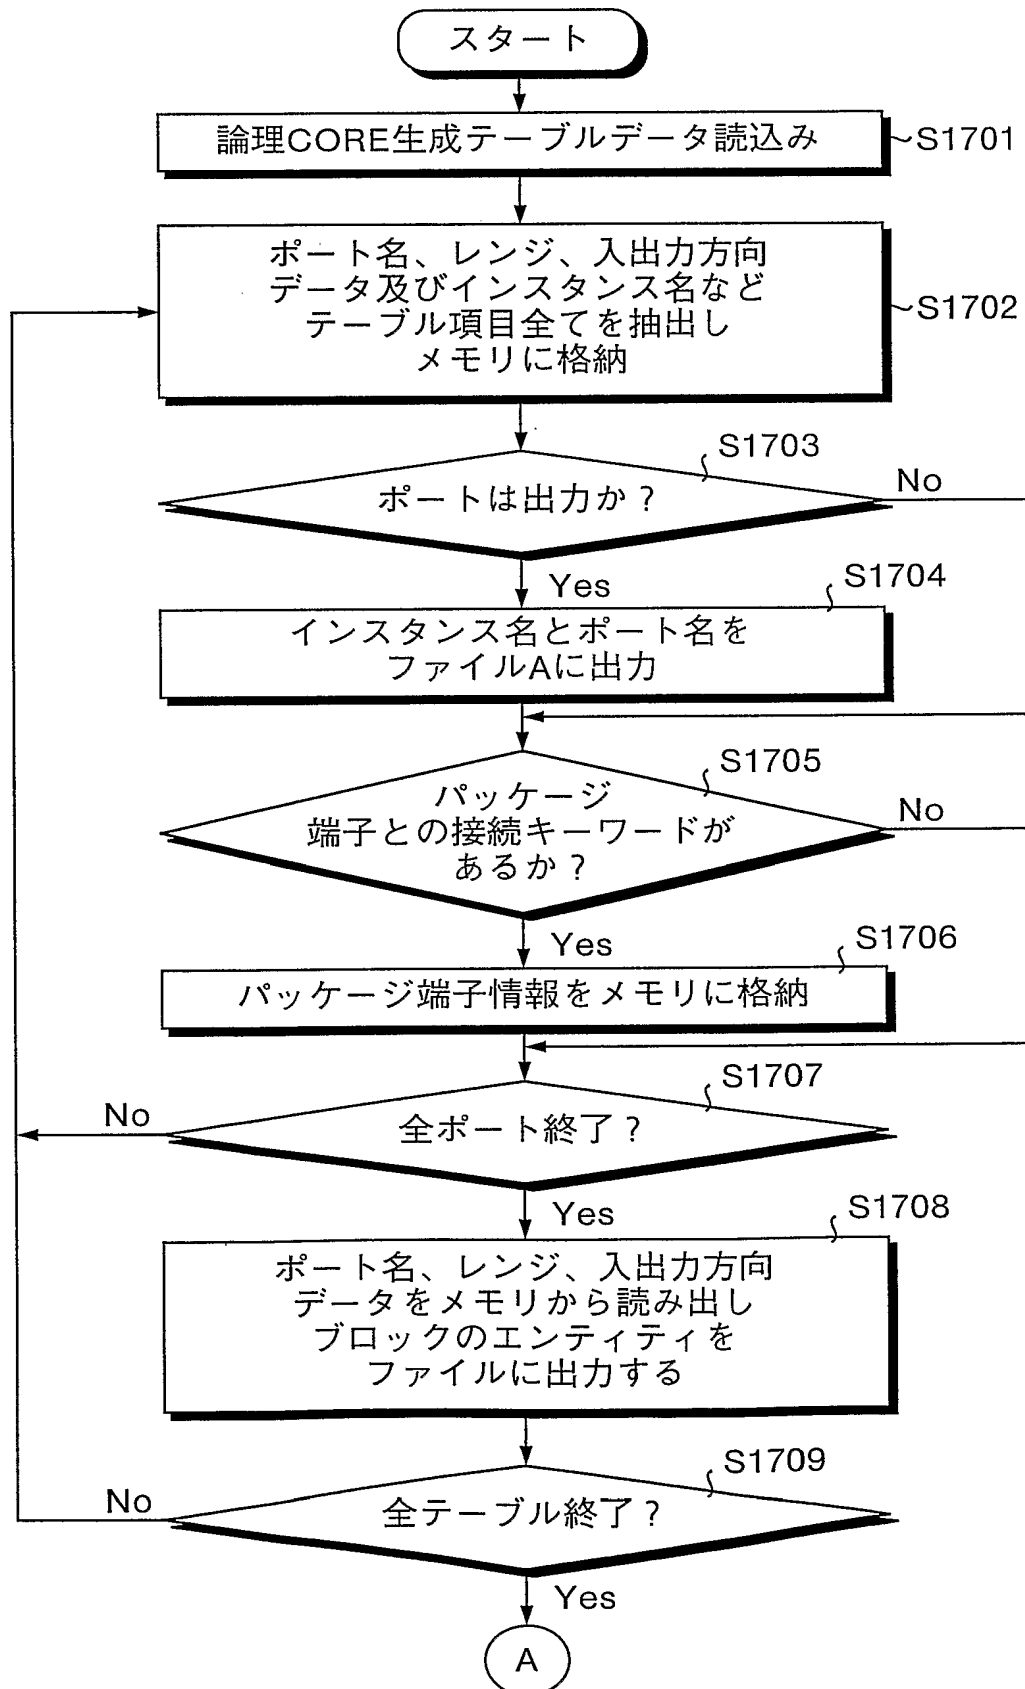 スタート
論理CORE生成テーブルデータ読込み
S1701
ポート名、レンジ、入出力方向
データ及びインスタンス名など
テーブル項目全てを抽出し
メモリに格納
S1702
S1703
ポートは出力か？
No
Yes
S1704
インスタンス名とポート名を
ファイルAに出力
S1705
パッケージ
端子との接続キーワードが
あるか？
No
Yes
S1706
パッケージ端子情報をメモリに格納
S1707
No
全ポート終了？
Yes
S1708
ポート名、レンジ、入出力方向
データをメモリから読み出し
ブロックのエンティティを
ファイルに出力する
S1709
No
全テーブル終了？
Yes
A